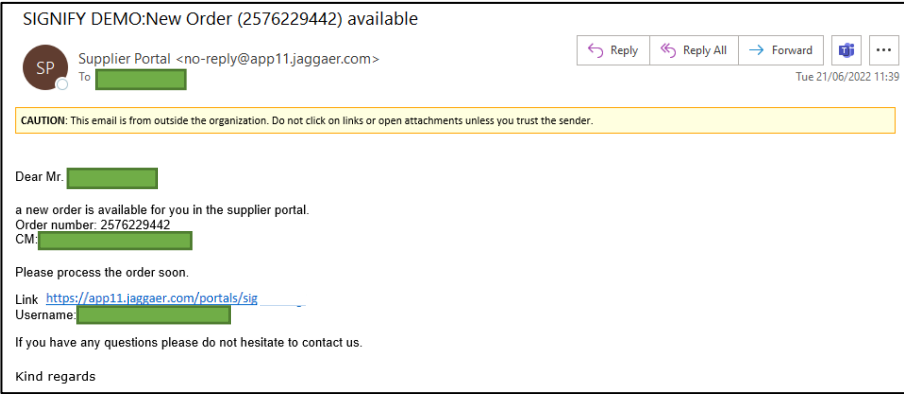 SIGNIFY DEMO:New Order (2576229442) available
SP
Supplier Portal <no-reply@app11.jaggaer.com>
To
Reply
Reply All
Forward
Tue 21/06/2022 11:39
CAUTION: This email is from outside the organization. Do not click on links or open attachments unless you trust the sender.
Dear Mr.
a new order is available for you in the supplier portal.
Order number: 2576229442
CM:
Please process the order soon.
Link https://app11.jaggaer.com/portals/sig
Username:
If you have any questions please do not hesitate to contact us.
Kind regards